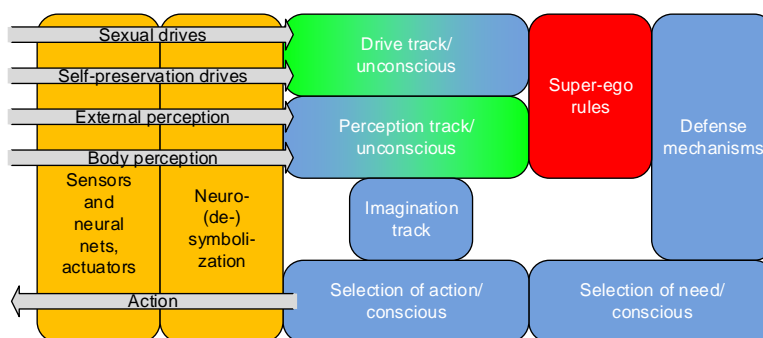 Sexual drives
Self-preservation drives
External perception
Body perception
Sensors
and
neural
nets,
actuators
Neuro-
(de-)
symboli-
zation
Action
Drive track/
unconscious
Perception track/
unconscious
Imagination
track
Super-ego
rules
Defense
mechanisms
Selection of action/
conscious
Selection of need/
conscious